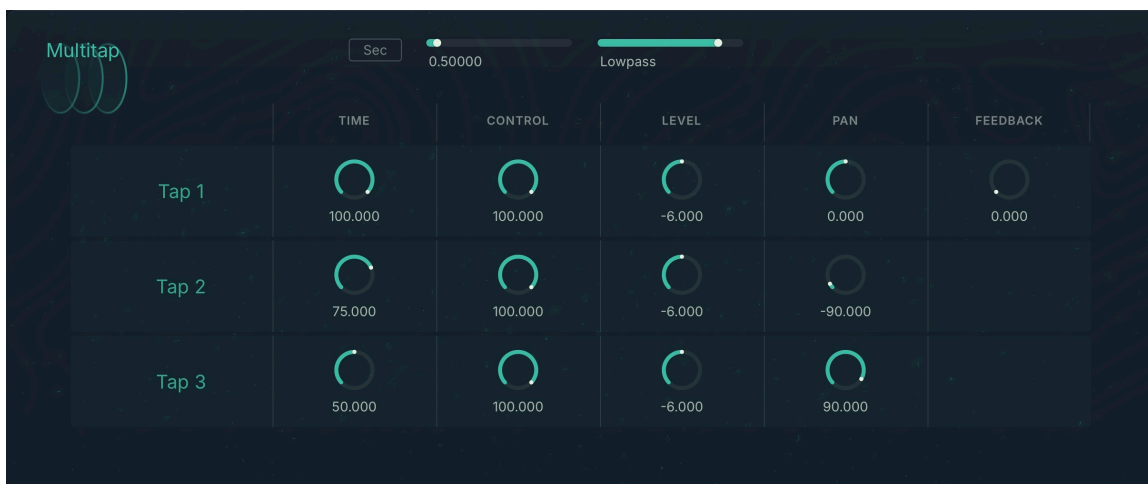 Multitap
Sec
0.50000
Lowpass
TIME CONTROL LEVEL PAN FEEDBACK
Tap 1
100.000 100.000 -6.000 0.000 0.000
Tap 2
75.000 100.000 -6.000 -90.000
Tap 3
50.000 100.000 -6.000 90.000